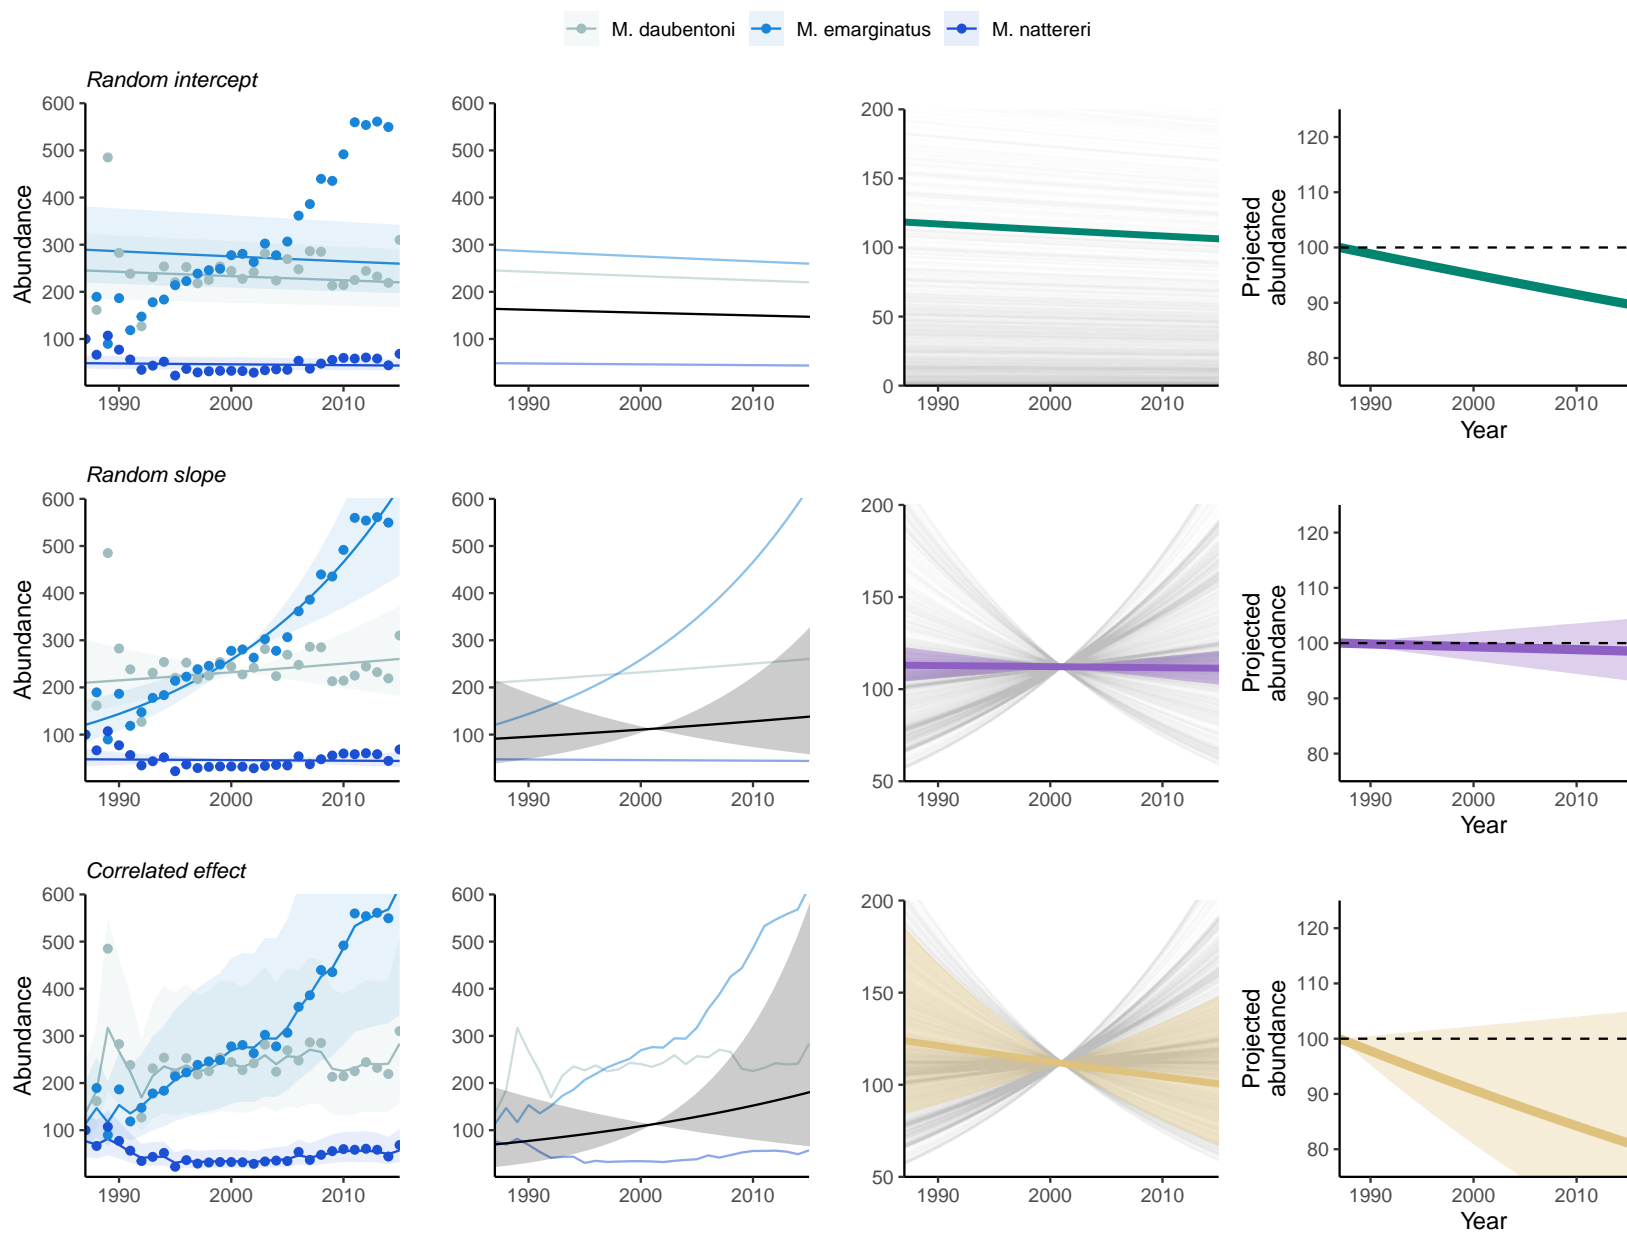 M. daubentoni M. emarginatus M. nattereri
Random intercept
Abundance
600
500
400
300
200
100
1990 2000 2010
600
500
400
300
200
100
1990 2000 2010
200
150
100
50
0
1990 2000 2010
Projected
abundance
120
110
100
90
80
1990 2000 2010
Year
Random slope
Abundance
600
500
400
300
200
100
1990 2000 2010
600
500
400
300
200
100
1990 2000 2010
200
150
100
50
1990 2000 2010
Projected
abundance
120
110
100
90
80
1990 2000 2010
Year
Correlated effect
Abundance
600
500
400
300
200
100
1990 2000 2010
600
500
400
300
200
100
1990 2000 2010
200
150
100
50
1990 2000 2010
Projected
abundance
120
110
100
90
80
1990 2000 2010
Year